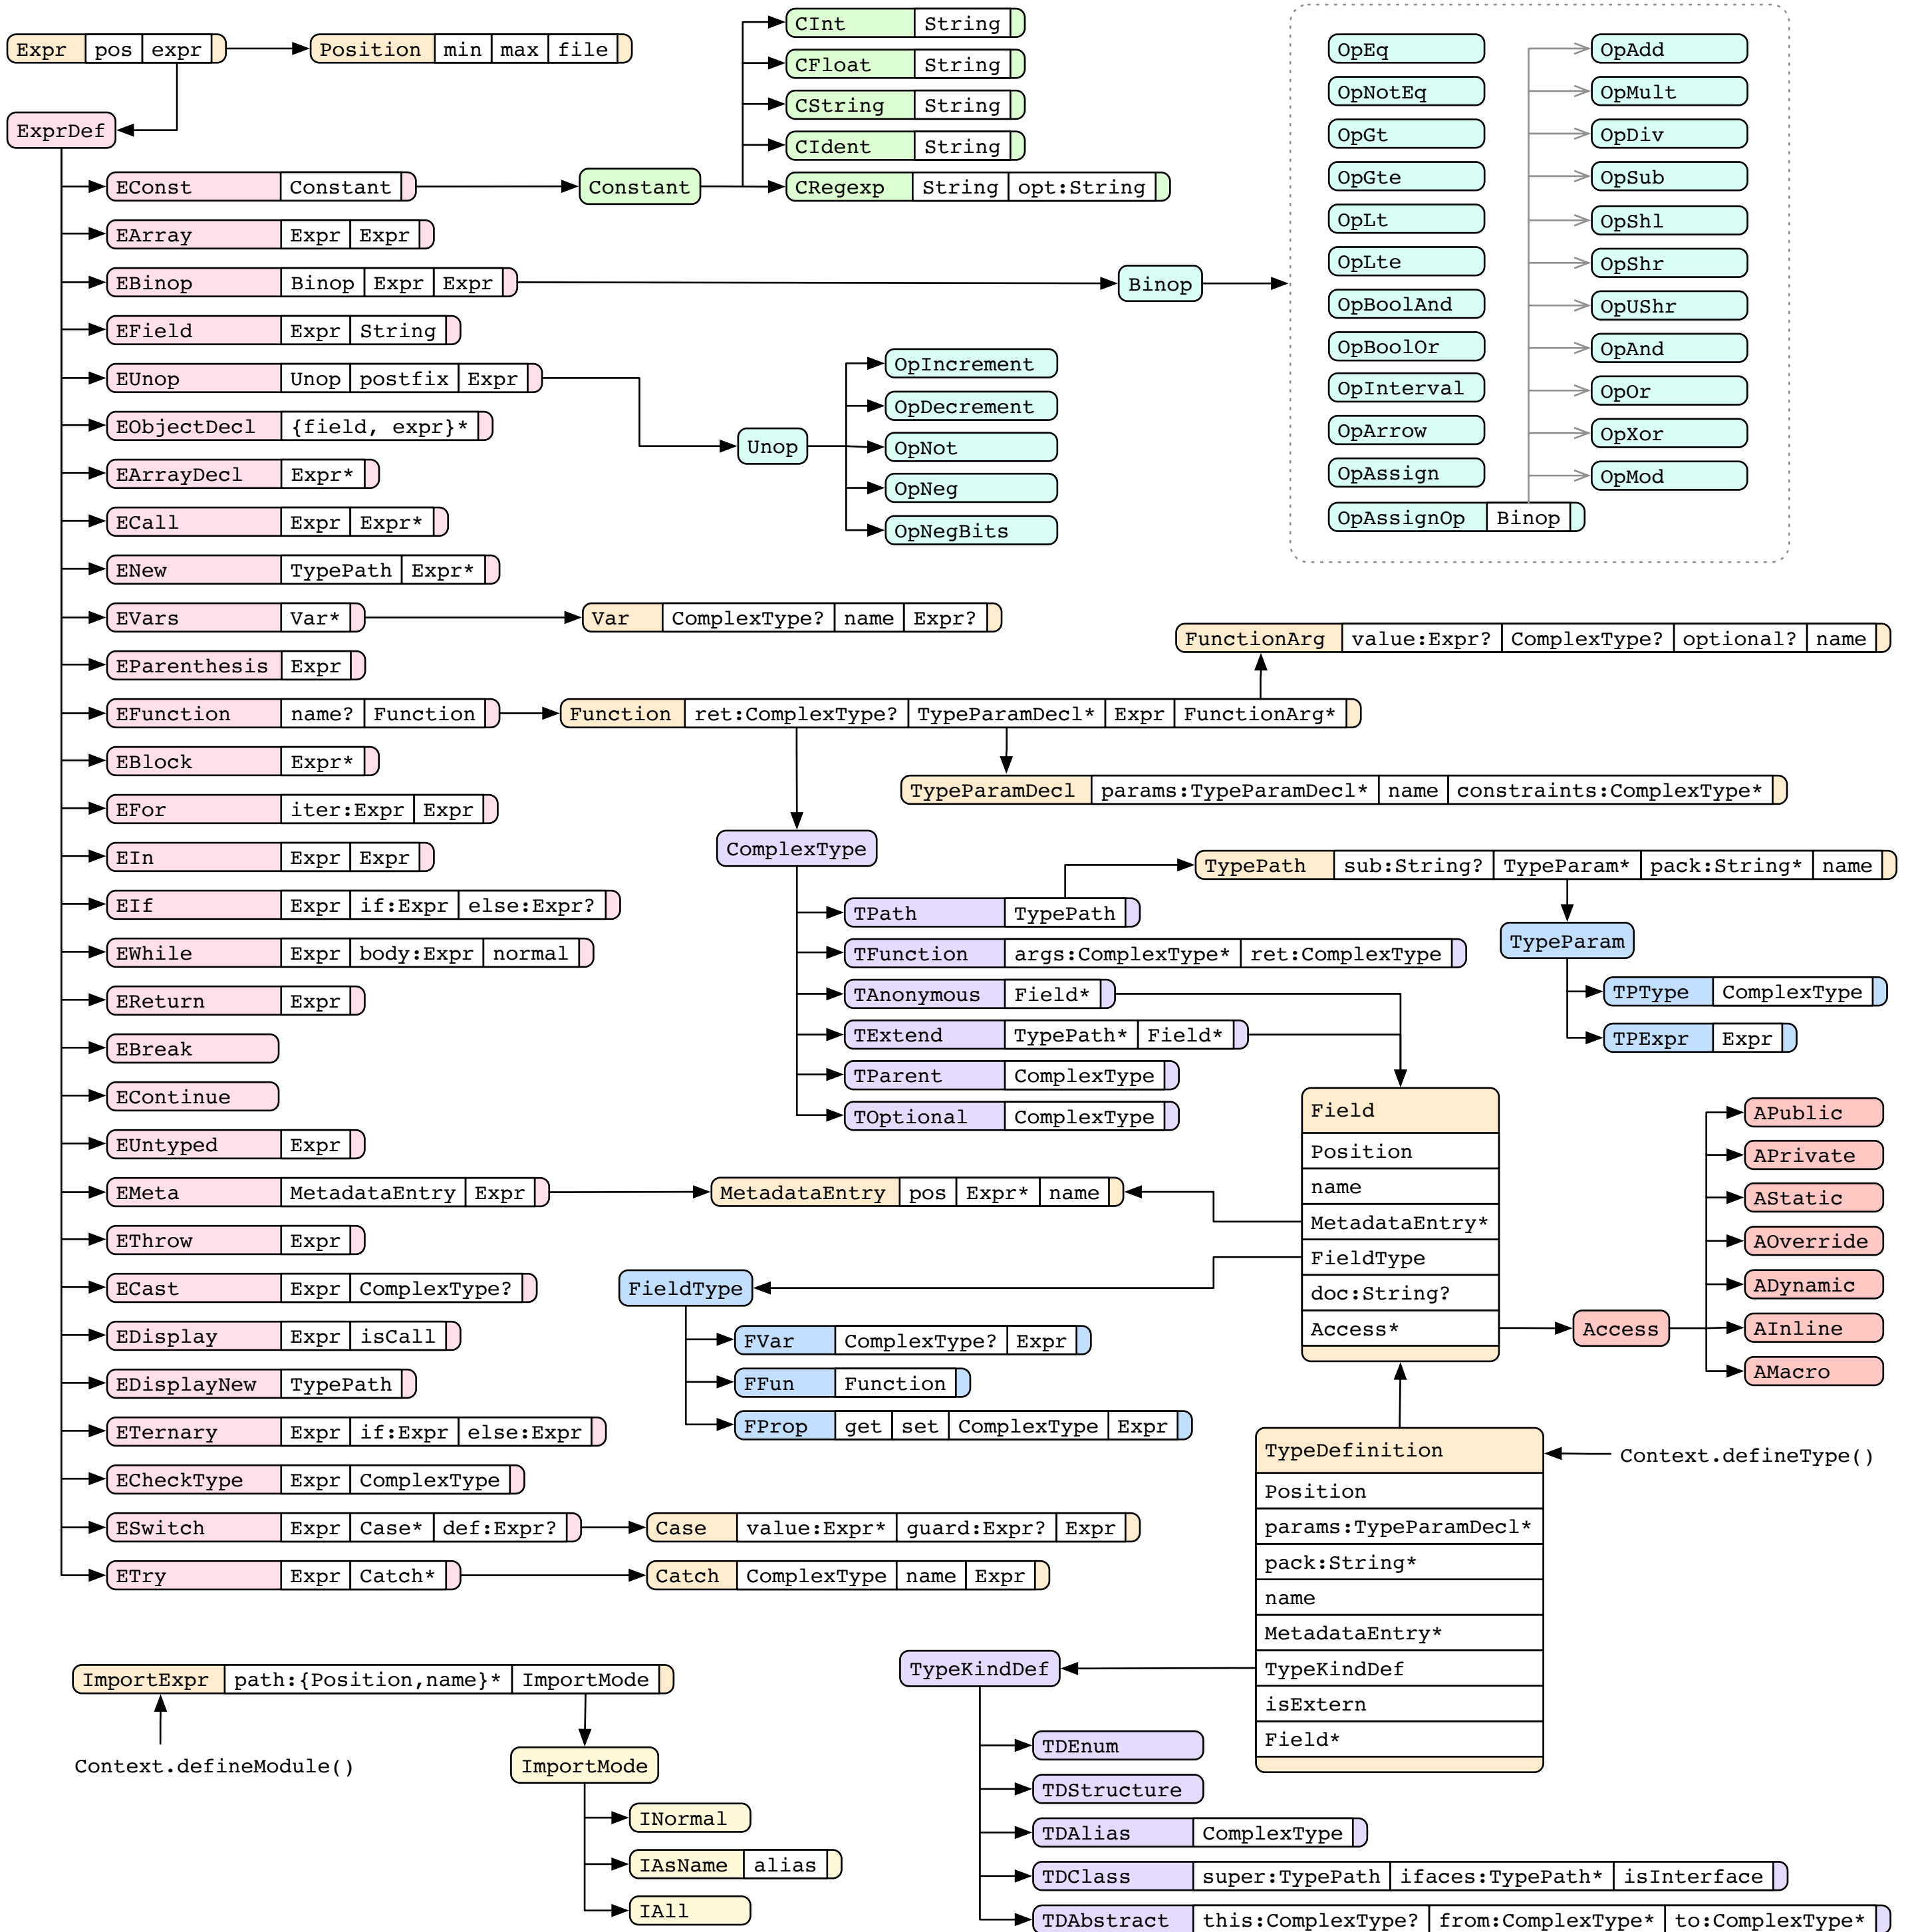 Expr pos expr
Position min max file
ExprDef
EConst Constant
EArray Expr Expr
EBinop Binop Expr Expr
EField Expr String
EUnop Unop postfix Expr
EObjectDecl {field, expr}*
EArrayDecl Expr*
ECall Expr Expr*
ENew TypePath Expr*
EVars Var*
EParenthesis Expr
EFunction name? Function
EBlock Expr*
EFor iter:Expr Expr
EIn Expr Expr
EIf Expr if:Expr else:Expr?
EWhile Expr body:Expr normal
EReturn Expr
EBreak
EContinue
EUntyped Expr
EMeta MetadataEntry Expr
EThrow Expr
ECast Expr ComplexType?
EDisplay Expr isCall
EDisplayNew TypePath
ETernary Expr if:Expr else:Expr
ECheckType Expr ComplexType
ESwitch Expr Case* def:Expr?
ETry Expr Catch*
Constant
CInt String
CFloat String
CString String
CIdent String
CRegexp String opt:String
Binop
OpEq
OpNotEq
OpGt
OpGte
OpLt
OpLte
OpBoolAnd
OpBoolOr
OpInterval
OpArrow
OpAssign
OpAssignOp Binop
OpAdd
OpMult
OpDiv
OpSub
OpShl
OpShr
OpUShr
OpAnd
OpOr
OpXor
OpMod
Unop
OpIncrement
OpDecrement
OpNot
OpNeg
OpNegBits
Var ComplexType? name Expr?
FunctionArg value:Expr? ComplexType? optional? name
Function ret:ComplexType? TypeParamDecl* Expr FunctionArg*
TypeParamDecl params:TypeParamDecl* name constraints:ComplexType*
ComplexType
TPath TypePath
TFunction args:ComplexType* ret:ComplexType
TAnonymous Field*
TExtend TypePath* Field*
TParent ComplexType
TOptional ComplexType
TypePath sub:String? TypeParam* pack:String* name
TypeParam
TPType ComplexType
TPExpr Expr
Field
Position
name
MetadataEntry*
FieldType
doc:String?
Access*
Access
APublic
APrivate
AStatic
AOverride
ADynamic
AInline
AMacro
MetadataEntry pos Expr* name
FieldType
FVar ComplexType? Expr
FFun Function
FProp get set ComplexType Expr
TypeDefinition
Position
params:TypeParamDecl*
pack:String*
name
MetadataEntry*
TypeKindDef
isExtern
Field*
Context.defineType()
Case value:Expr* guard:Expr? Expr
Catch ComplexType name Expr
ImportExpr path:{Position,name}* ImportMode
Context.defineModule()
ImportMode
INormal
IAsName alias
IAll
TypeKindDef
TDEnum
TDStructure
TDAlias ComplexType
TDClass super:TypePath ifaces:TypePath* isInterface
TDAbstract this:ComplexType? from:ComplexType* to:ComplexType*